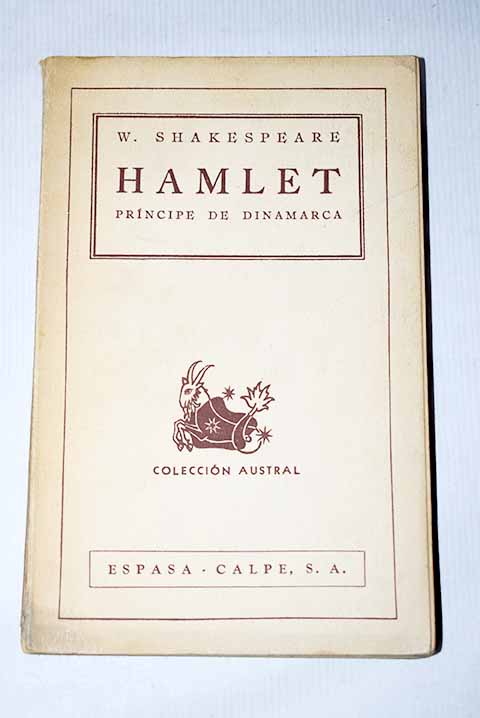 W. SHAKESPEARE
HAMLET
PRÍNCIPE DE DINAMARCA
COLECCIÓN AUSTRAL
ESPASA - CALPE, S. A.